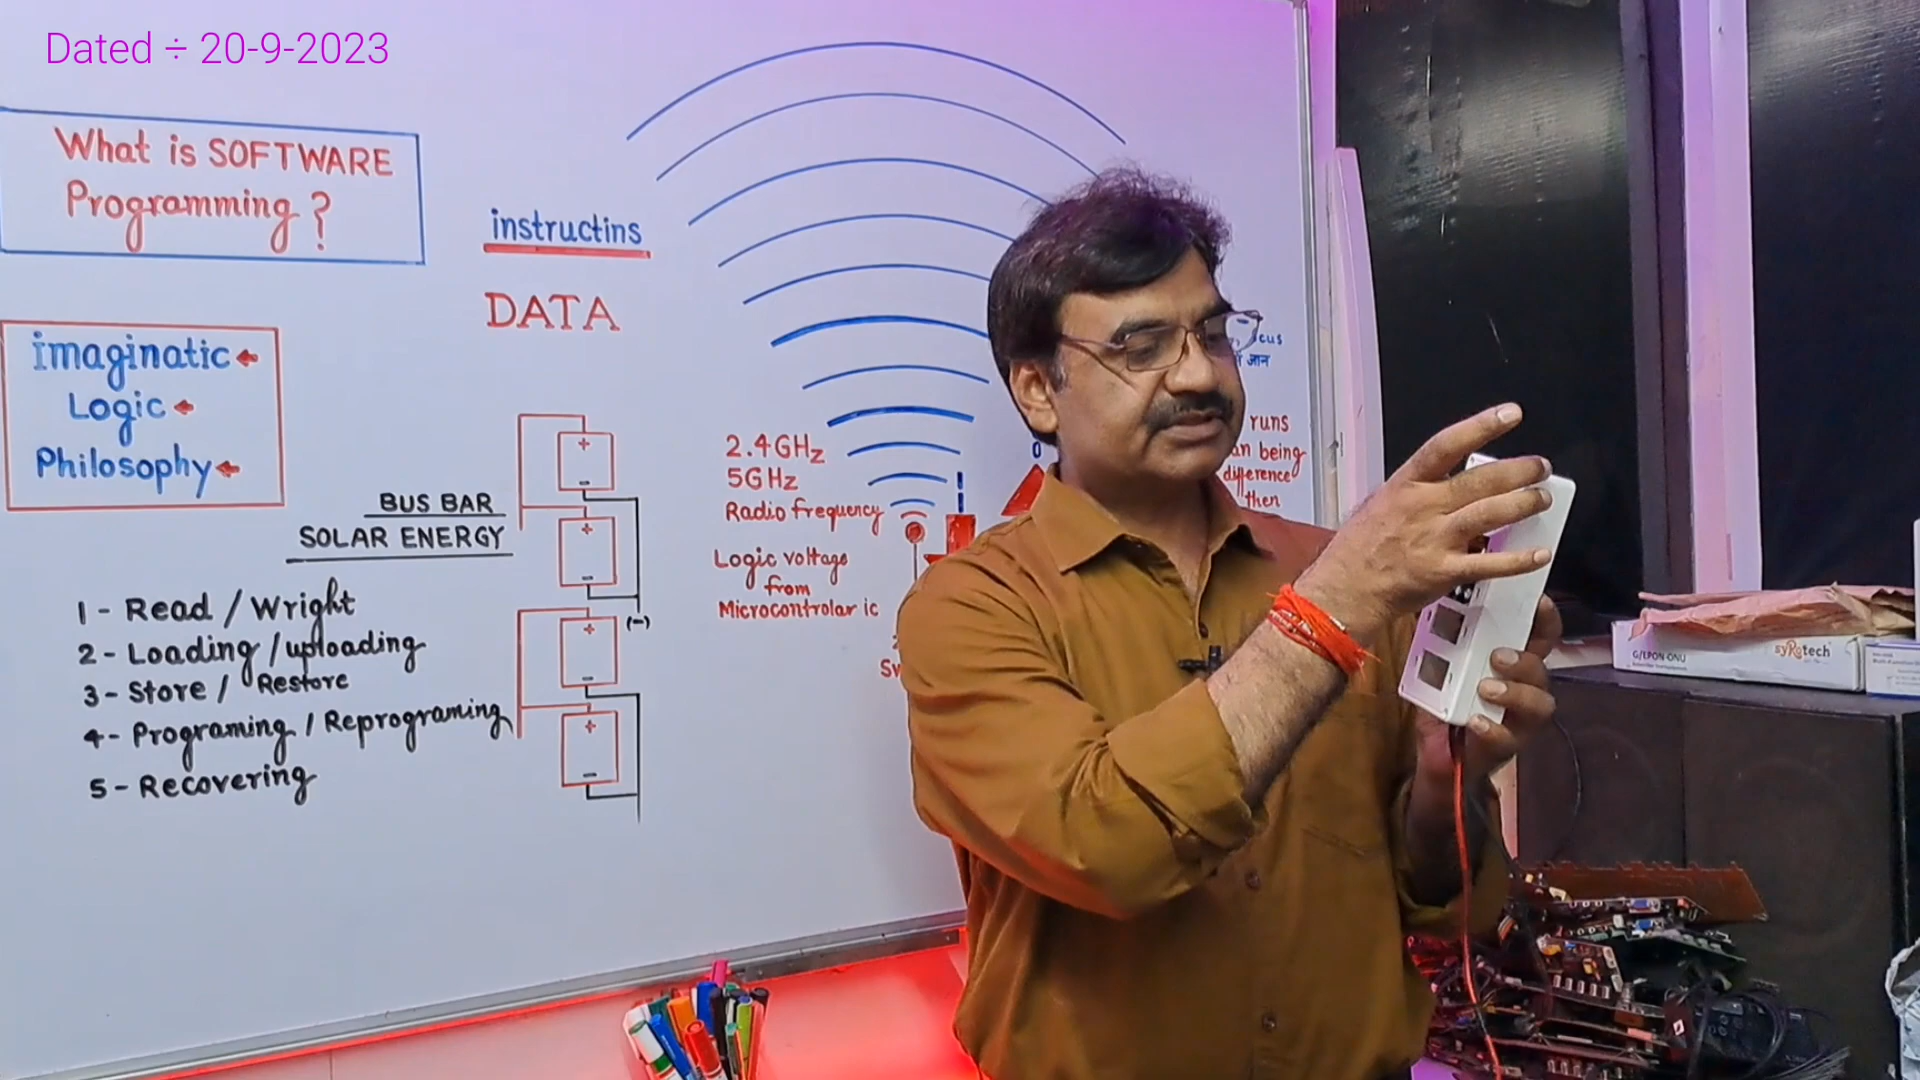 Dated ÷ 20-9-2023
What is SOFTWARE
Programming ?
instructins
DATA
imaginatic
Logic
Philosophy
BUS BAR
SOLAR ENERGY
1 - Read / Wright
2 - Loading / uploading
3 - Store / Restore
4 - Programing / Reprograming
5 - Recovering
+
-
+
-
+
-
+
-
(-)
2.4GHz
5GHz
Radio frequency
Logic voltage
from
Microcontrolar ic
0
जान
runs
being
difference
then
G/EPON ONU
syrotech